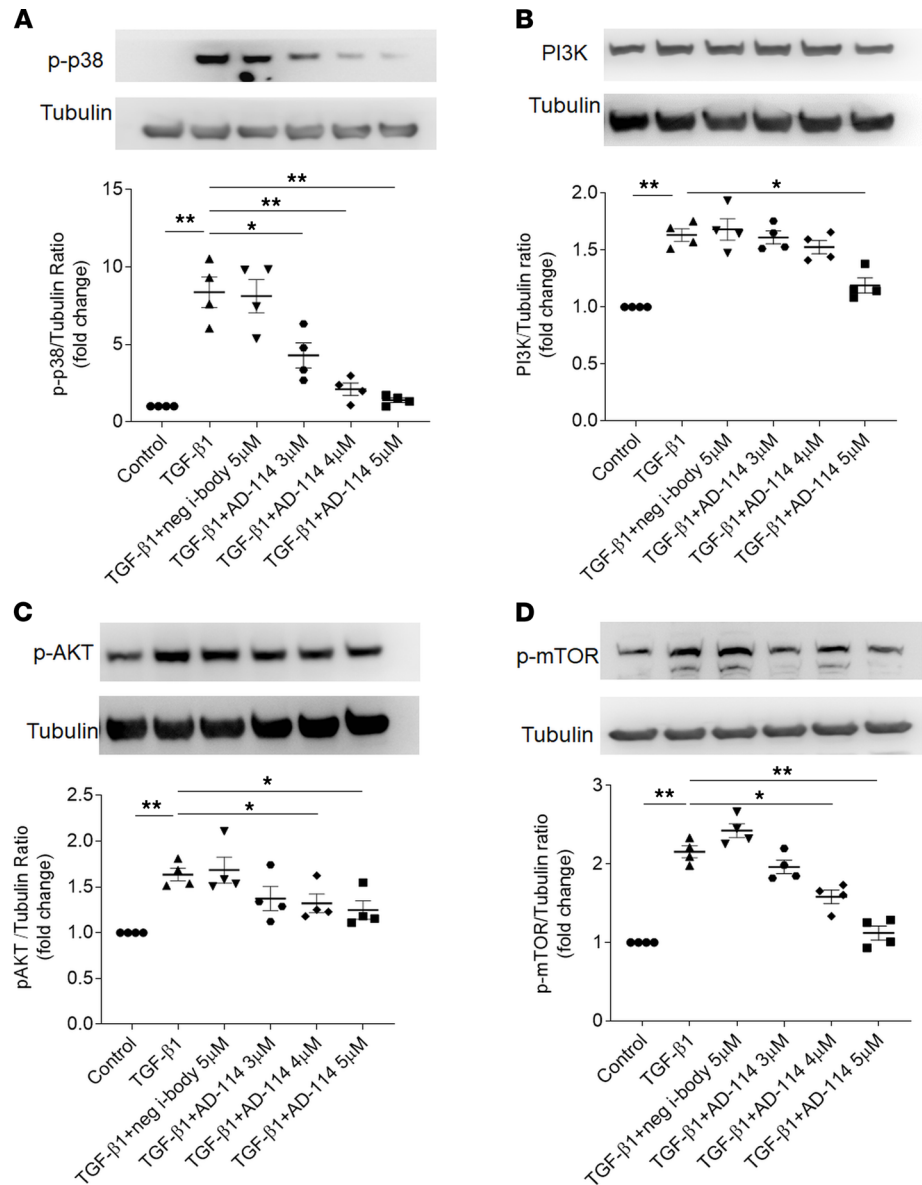 A
p-p38
Tubulin
15
10
5
0
p-p38/Tubulin Ratio
(fold change)
**
**
**
*
Control
TGF-β1
TGF-β1+neg i-body 5μM
TGF-β1+AD-114 3μM
TGF-β1+AD-114 4μM
TGF-β1+AD-114 5μM
B
PI3K
Tubulin
2.0
1.5
1.0
0.5
0.0
PI3K/Tubulin Ratio
(fold change)
**
*
Control
TGF-β1
TGF-β1+neg i-body 5μM
TGF-β1+AD-114 3μM
TGF-β1+AD-114 4μM
TGF-β1+AD-114 5μM
C
p-AKT
Tubulin
2.5
2.0
1.5
1.0
0.5
0.0
pAKT /Tubulin Ratio
(fold change)
*
**
*
Control
TGF-β1
TGF-β1+neg i-body 5μM
TGF-β1+AD-114 3μM
TGF-β1+AD-114 4μM
TGF-β1+AD-114 5μM
D
p-mTOR
Tubulin
3
2
1
0
p-mTOR/Tubulin ratio
(fold change)
**
**
*
Control
TGF-β1
TGF-β1+neg i-body 5μM
TGF-β1+AD-114 3μM
TGF-β1+AD-114 4μM
TGF-β1+AD-114 5μM